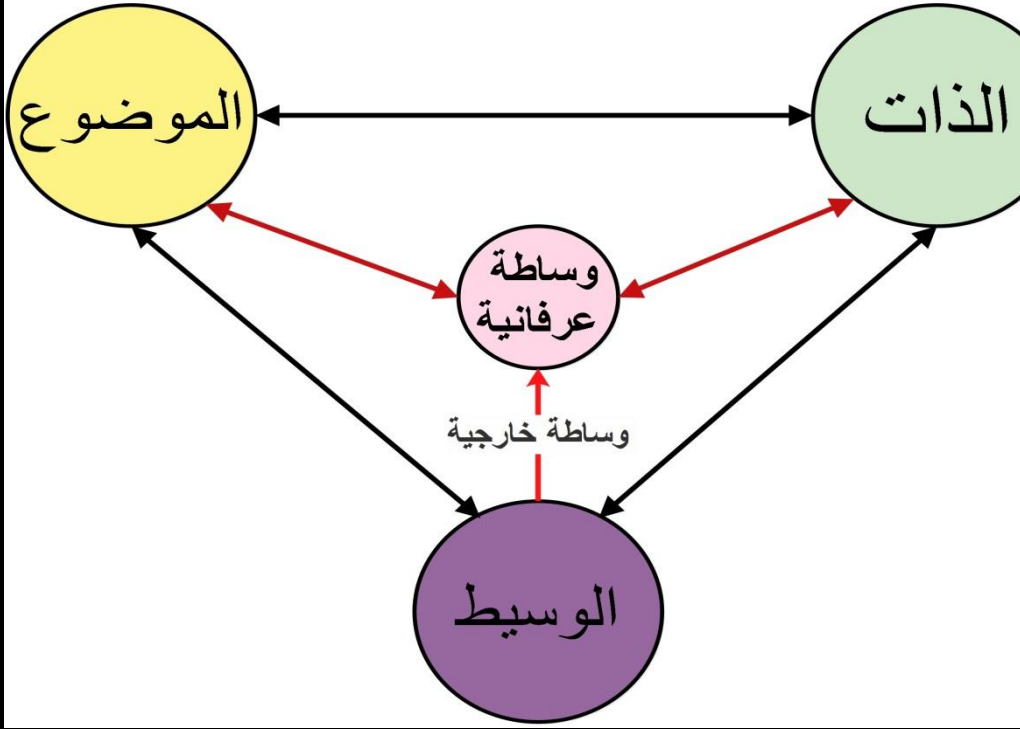 الذات
الموضوع
وساطة
عرفانية
وساطة خارجية
الوسيط